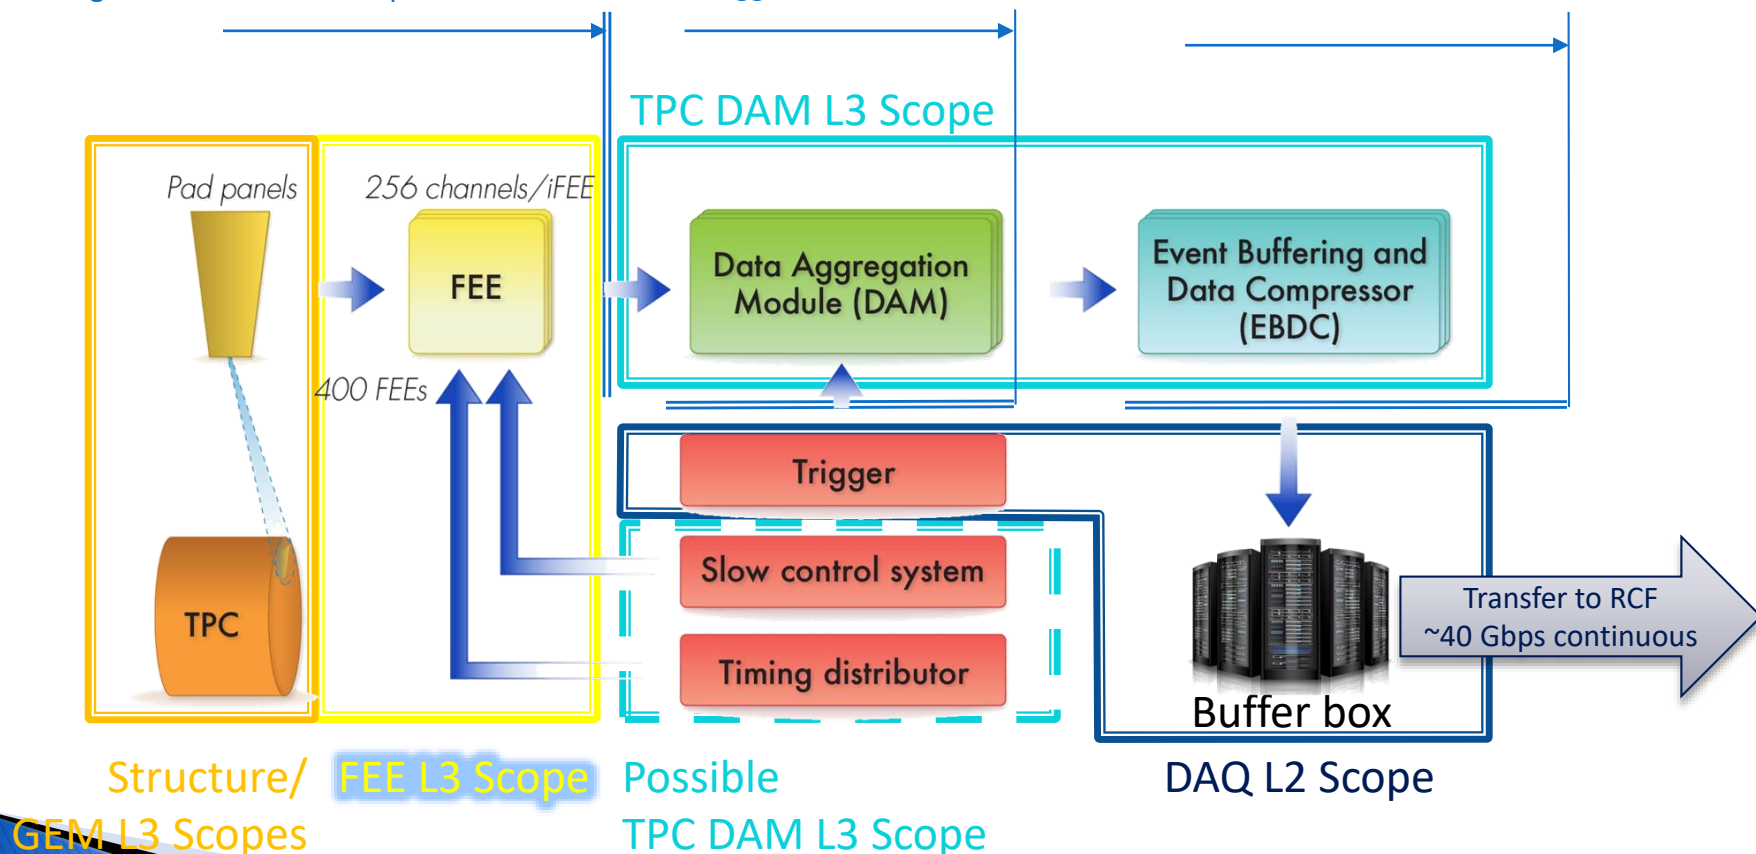 TPC DAM L3 Scope
Pad panels
256 channels/iFEE
FEE
400 FEEs
Data Aggregation
Module (DAM)
Event Buffering and
Data Compressor
(EBDC)
Trigger
Slow control system
Timing distributor
TPC
Buffer box
Transfer to RCF
~40 Gbps continuous
Structure/
GEM L3 Scopes
FEE L3 Scope
Possible
TPC DAM L3 Scope
DAQ L2 Scope